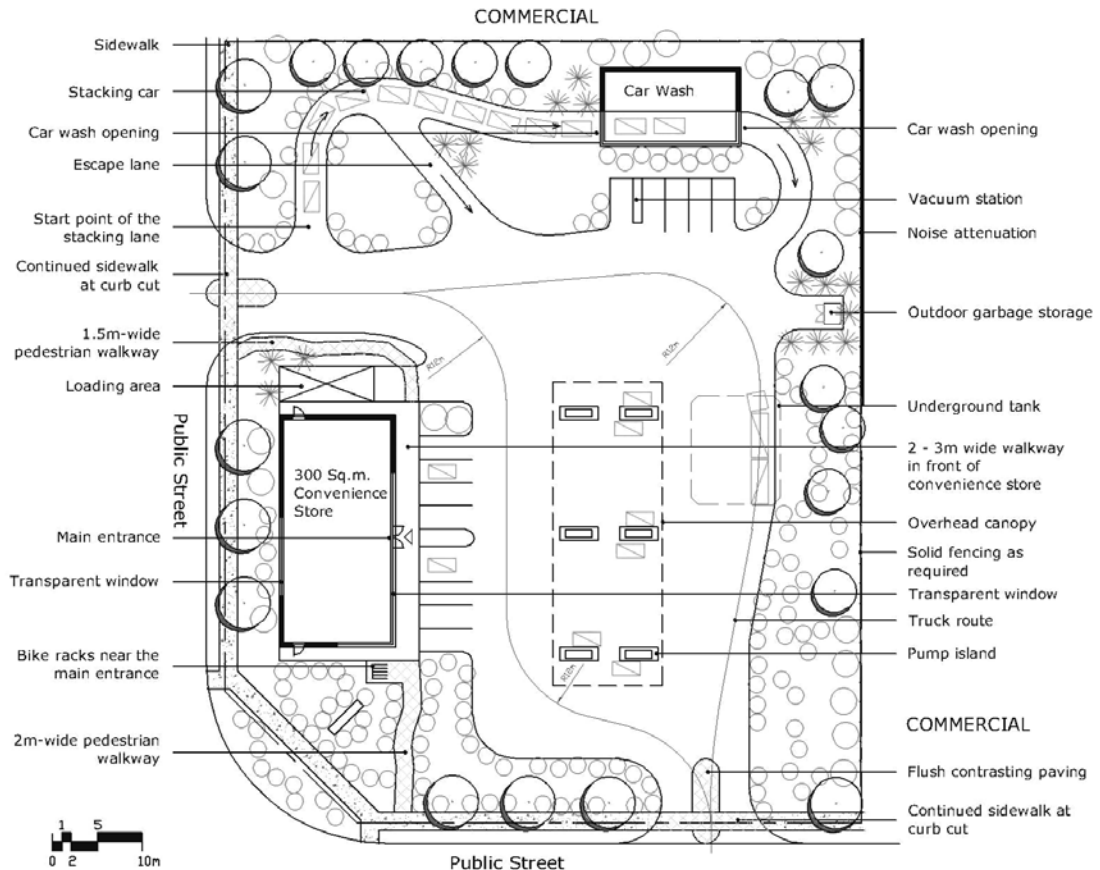 COMMERCIAL
Sidewalk
Stacking car
Car wash opening
Escape lane
Start point of the
stacking lane
Continued sidewalk
at curb cut
1.5m-wide
pedestrian walkway
Loading area
Public Street
Main entrance
Transparent window
Bike racks near the
main entrance
2m-wide pedestrian
walkway
Car Wash
R12m
R12m
300 Sq.m.
Convenience
Store
R12m
Car wash opening
Vacuum station
Noise attenuation
Outdoor garbage storage
Underground tank
2 - 3m wide walkway
in front of
convenience store
Overhead canopy
Solid fencing as
required
Transparent window
Truck route
Pump island
COMMERCIAL
Flush contrasting paving
Continued sidewalk at
curb cut
1 5
0 2 10m
Public Street